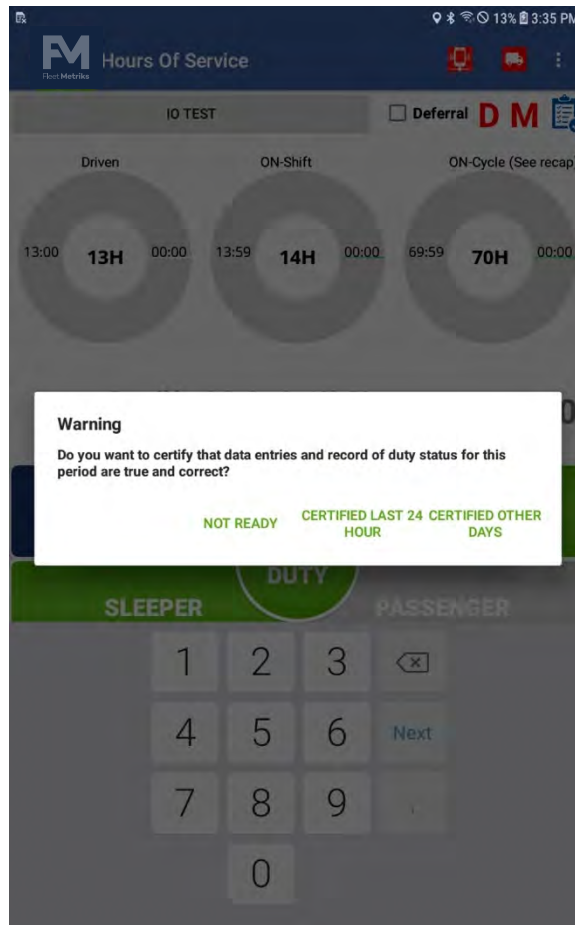 13% 3:35 PM
FM
Fleet Metriks
Hours Of Service
IO TEST
Deferral D M
Driven
ON-Shift
ON-Cycle (See recap)
13:00 13H 00:00
13:59 14H 00:00
69:59 70H 00:00
0
Warning
Do you want to certify that data entries and record of duty status for this
period are true and correct?
NOT READY
CERTIFIED LAST 24
HOUR
CERTIFIED OTHER
DAYS
DUTY
SLEEPER
PASSENGER
1 2 3
4 5 6 Next
7 8 9 ,
0